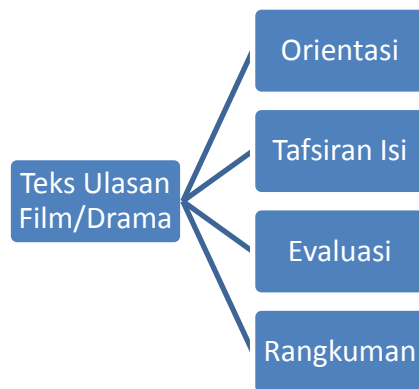 Teks Ulasan
Film/Drama
Orientasi
Tafsiran Isi
Evaluasi
Rangkuman